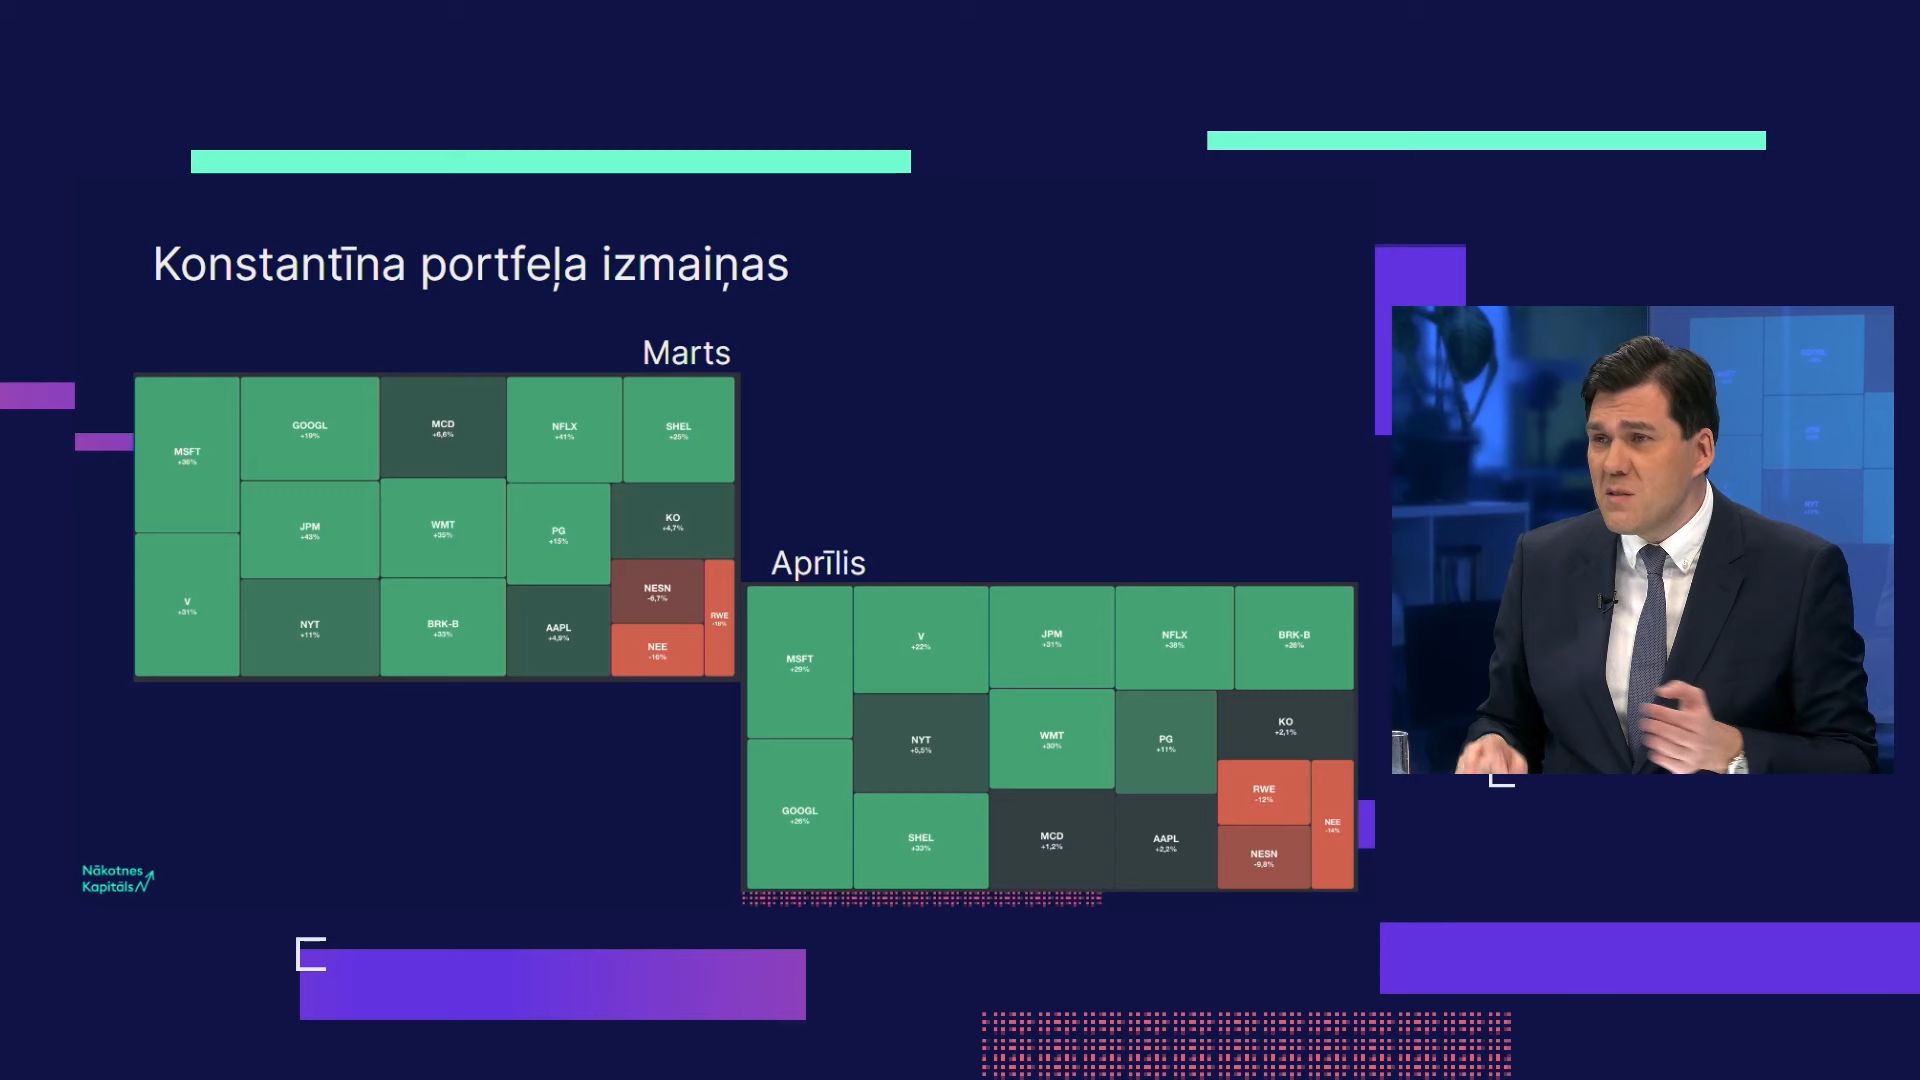 Konstantīna portfeļa izmaiņas
Marts
MSFT
+36%
GOOGL
+19%
MCD
+6,6%
NFLX
+41%
SHEL
+25%
JPM
+43%
WMT
+35%
PG
+15%
KO
+4,7%
V
+31%
NYT
+11%
BRK-B
+33%
AAPL
+4,9%
NESN
-6,7%
NEE
-16%
RWE
-18%
Aprīlis
MSFT
+29%
V
+22%
JPM
+31%
NFLX
+38%
BRK-B
+26%
NYT
+5,5%
WMT
+30%
PG
+11%
KO
+2,1%
GOOGL
+26%
SHEL
+33%
MCD
+1,2%
AAPL
+2,2%
RWE
-12%
NESN
-9,8%
NEE
-14%
Nākotnes
Kapitāls